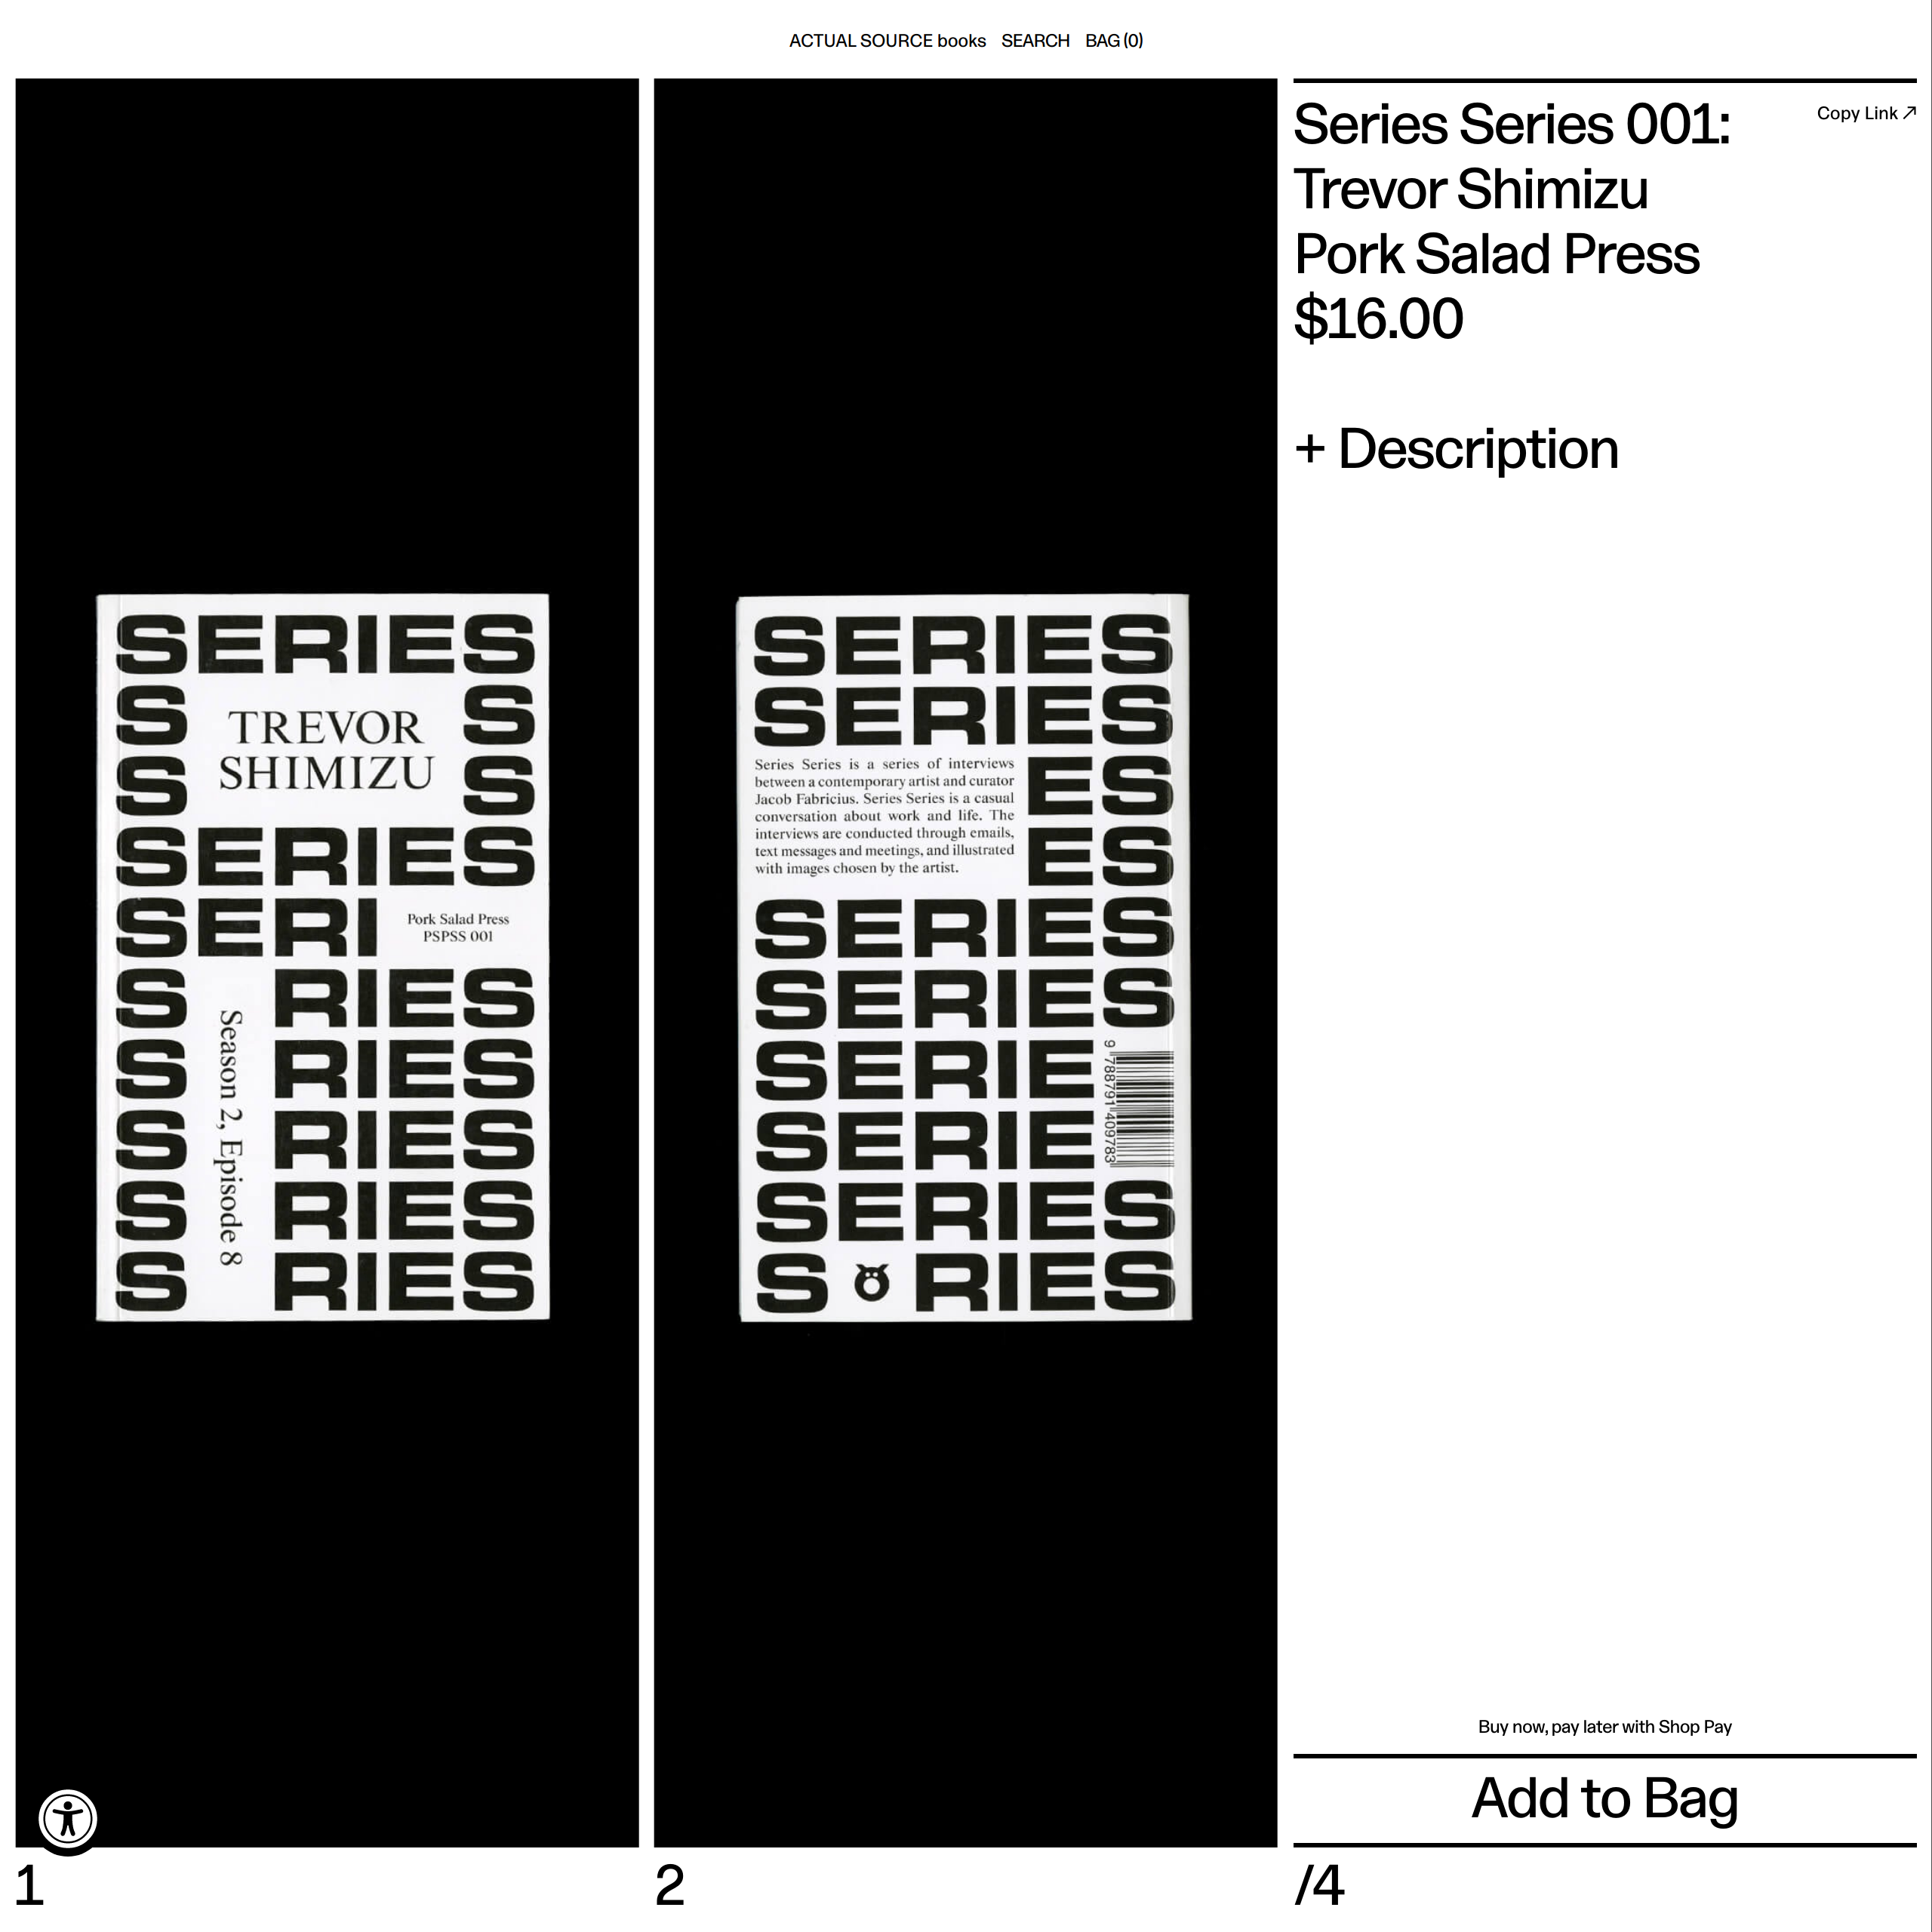 ACTUAL SOURCE books SEARCH BAG (0)
SERIES
S TREVOR S
S SHIMIZU S
SERIES
SERI Pork Salad Press
PSPSS 001
S RIES
S RIES
S RIES
S RIES
S RIES
Season 2, Episode 8
SERIES
SERIES
Series Series is a series of interviews
between a contemporary artist and curator
Jacob Fabricius. Series Series is a casual
conversation about work and life. The
interviews are conducted through emails,
text messages and meetings, and illustrated
with images chosen by the artist.
ES
ES
SERIES
SERIES
SERIE
SERIE
9 788791 409783
SERIES
S RIES
Series Series 001:
Trevor Shimizu
Pork Salad Press
$16.00
Copy Link ↗
+ Description
Buy now, pay later with Shop Pay
Add to Bag
1
2
/4